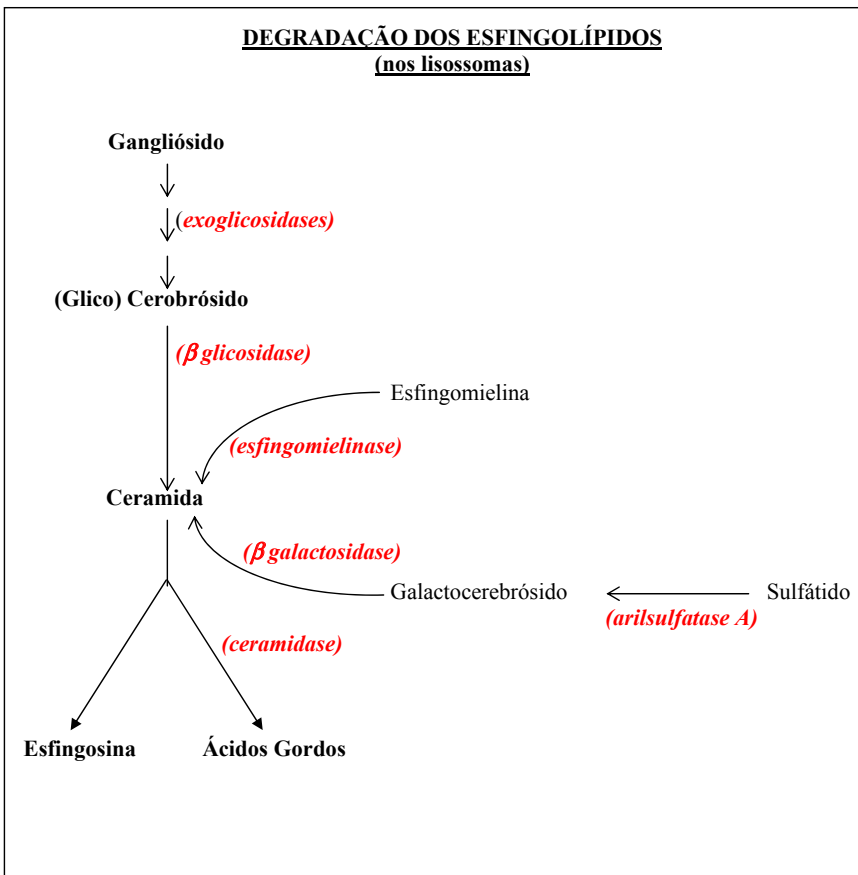 DEGRADAÇÃO DOS ESFINGOLÍPIDOS
(nos lisossomas)
Gangliósido
(exoglicosidases)
(Glico) Cerobrósido
(β glicosidase)
Esfingomielina
(esfingomielinase)
Ceramida
(β galactosidase)
Galactocerebrósido
Sulfátido
(arilsulfatase A)
(ceramidase)
Esfingosina
Ácidos Gordos